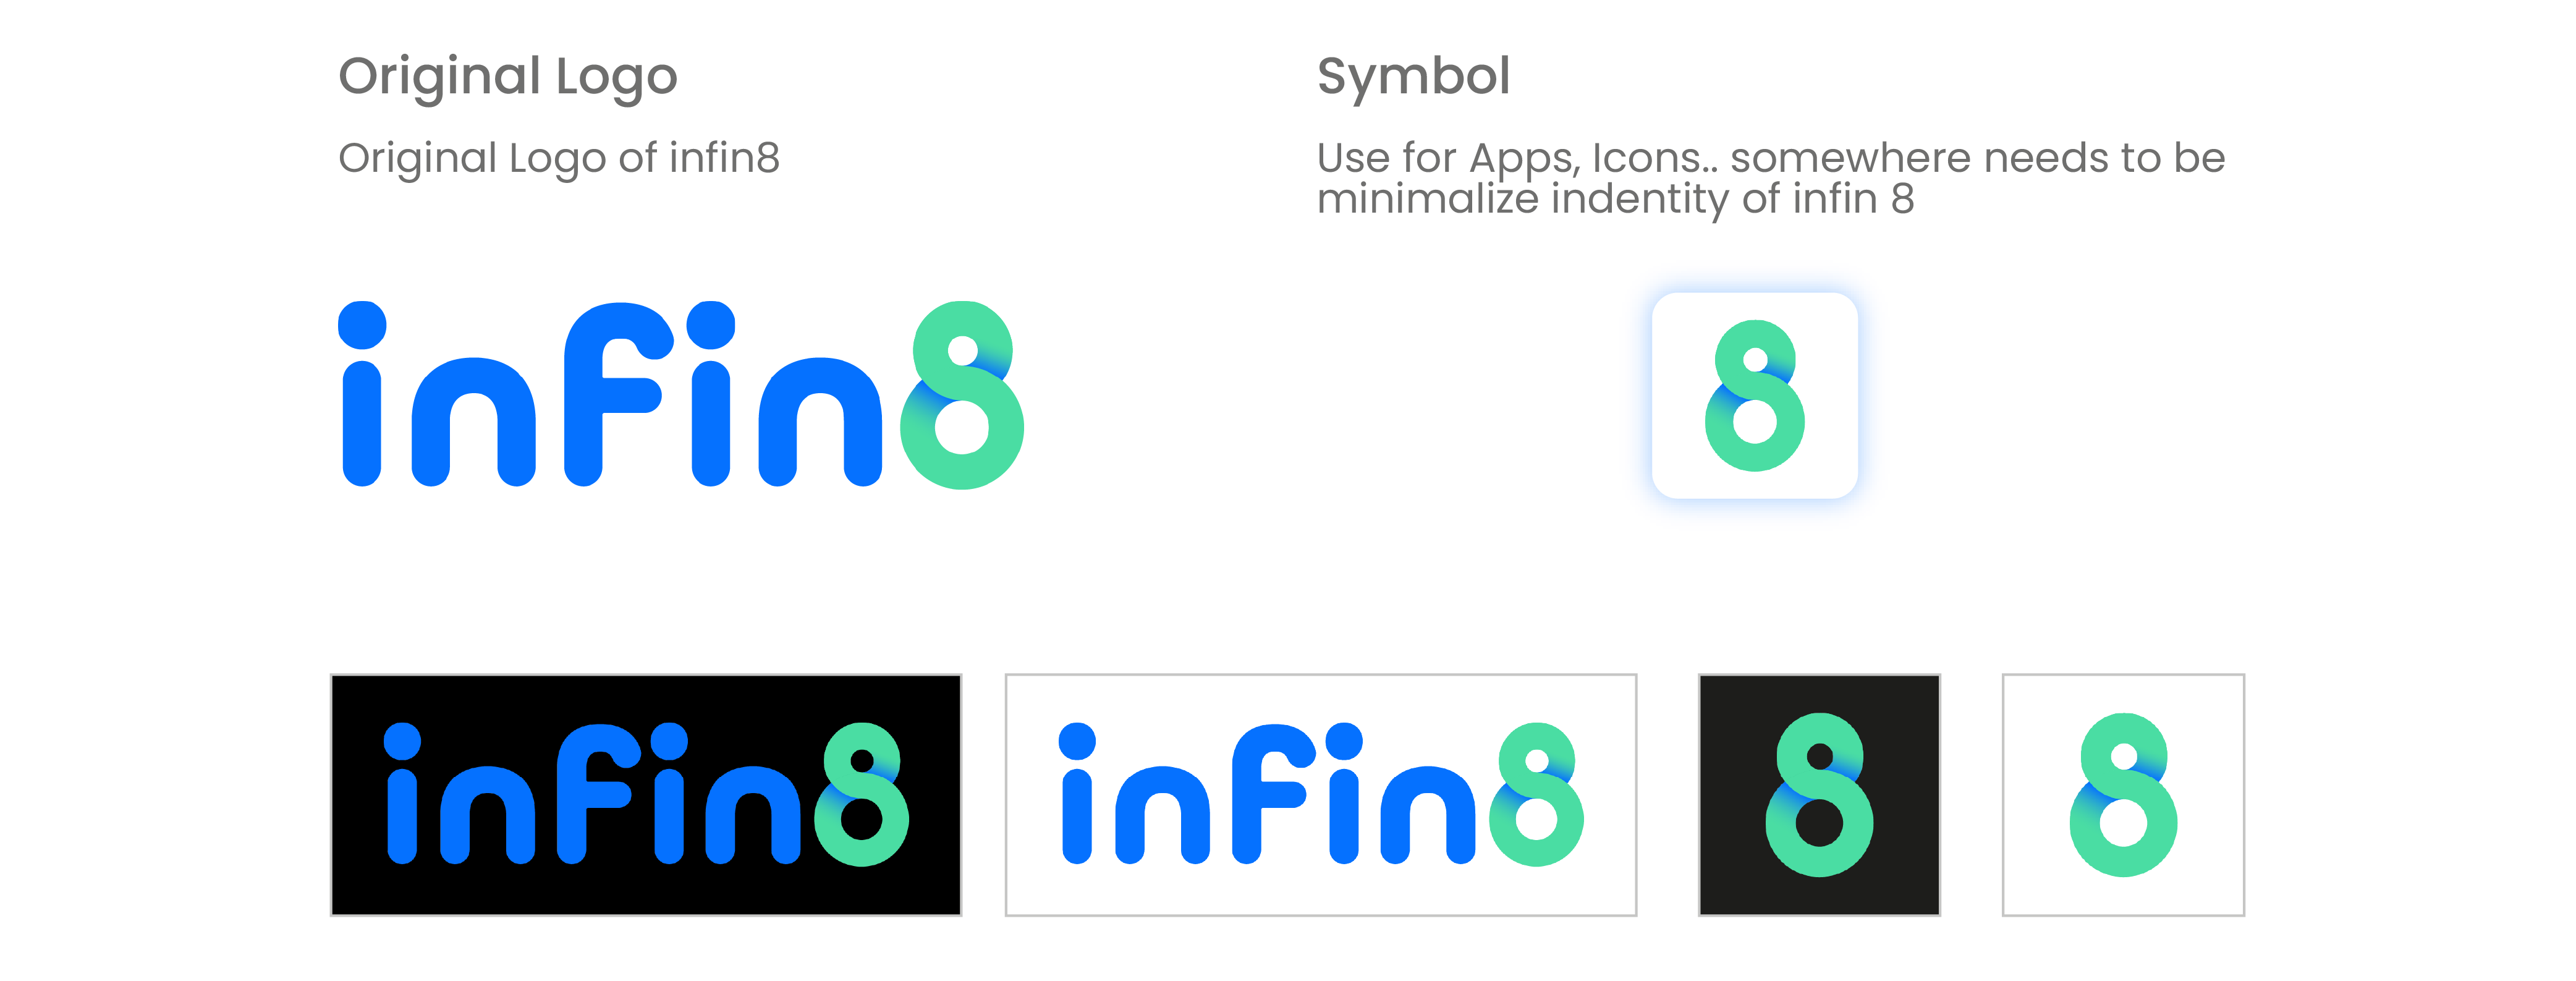 Original Logo
Original Logo of infin8
Symbol
Use for Apps, Icons.. somewhere needs to be
minimalize indentity of infin 8
infin8
8
infin8
infin8
8
8